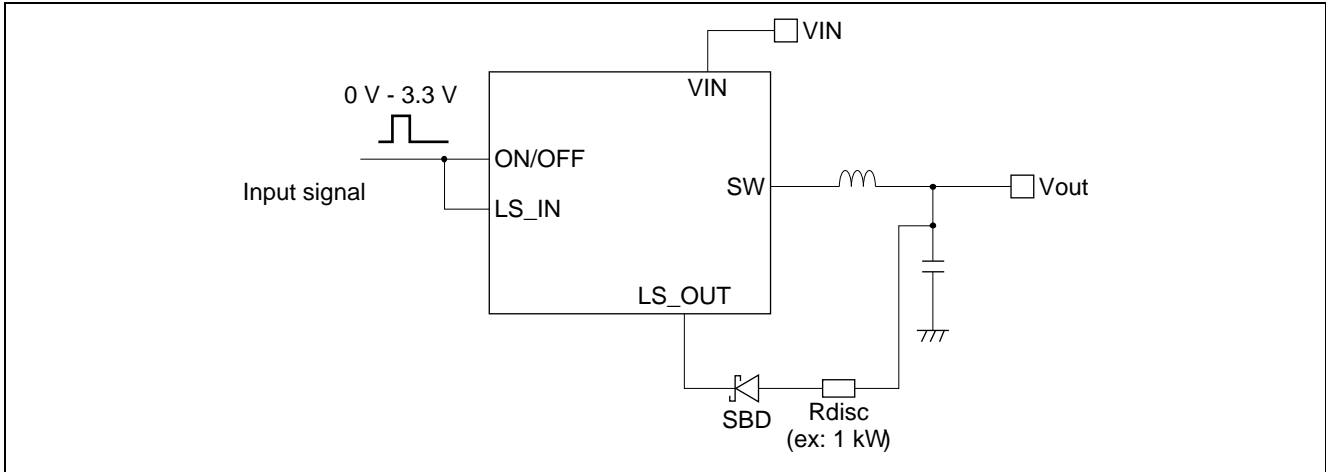 VIN
VIN
0 V - 3.3 V
ON/OFF
SW
Vout
Input signal
LS_IN
LS_OUT
SBD
Rdisc
(ex: 1 kW)